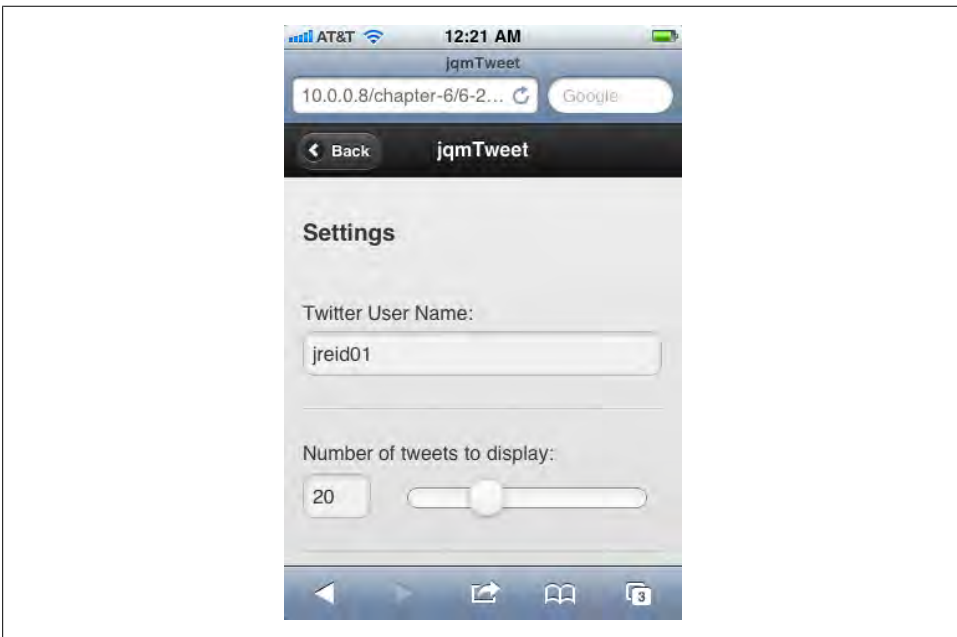 AT&T 12:21 AM
jqmTweet
10.0.0.8/chapter-6/6-2... Google
Back jqmTweet
Settings
Twitter User Name:
jreid01
Number of tweets to display:
20
3